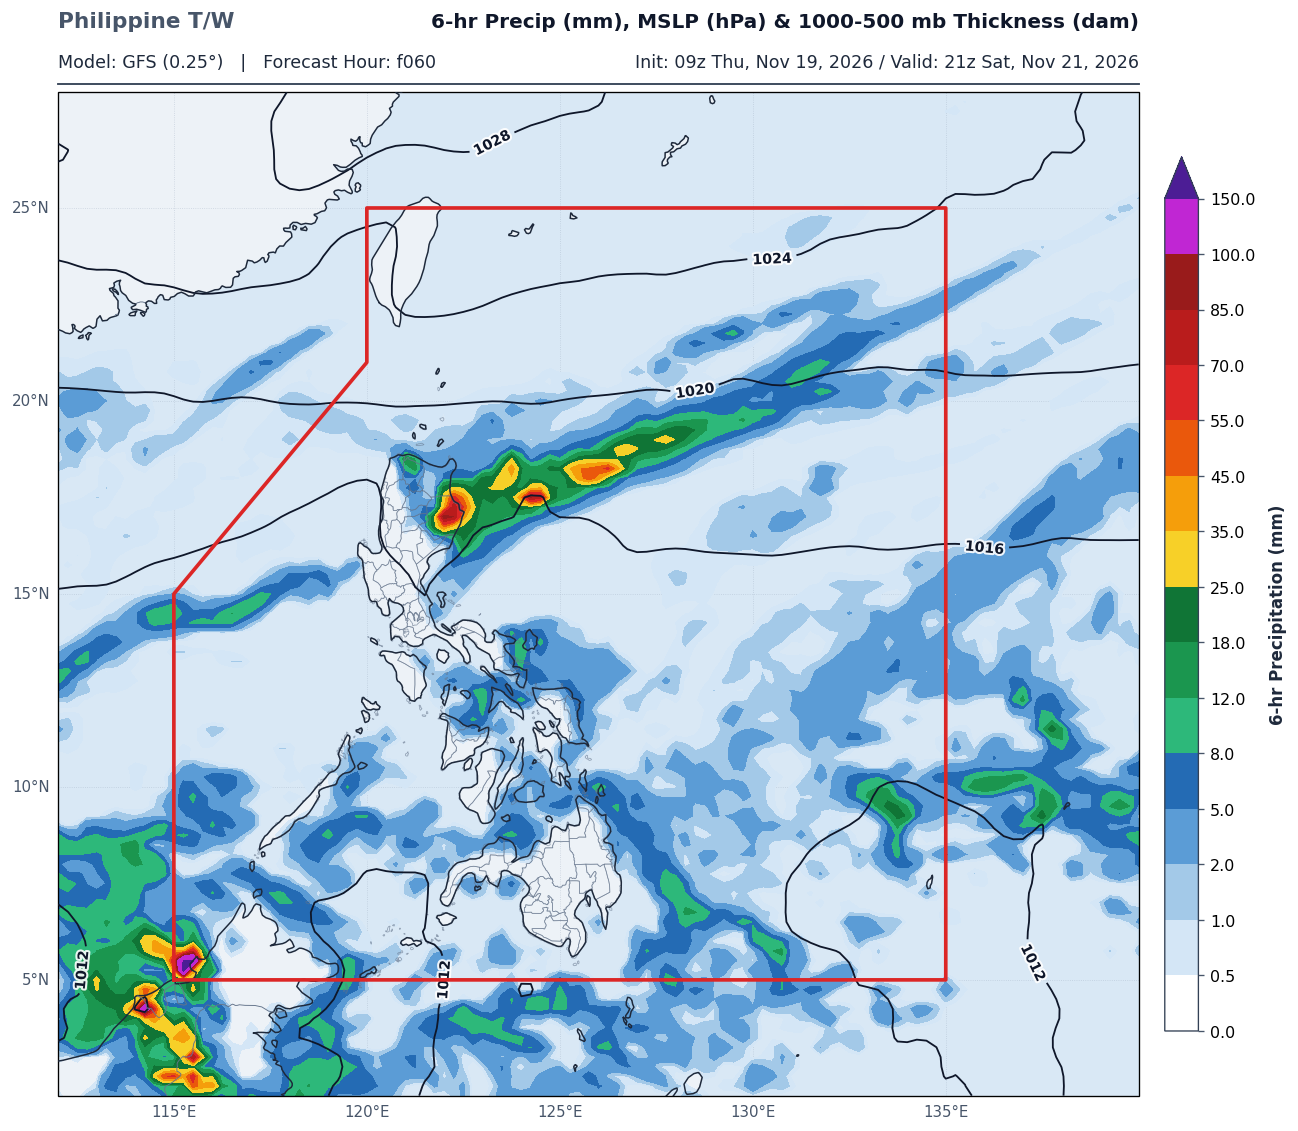 Philippine T/W
6-hr Precip (mm), MSLP (hPa) & 1000-500 mb Thickness (dam)
Model: GFS (0.25°) | Forecast Hour: f060
Init: 09z Thu, Nov 19, 2026 / Valid: 21z Sat, Nov 21, 2026
1028
1024
1020
1016
1012
1012
1012
25°N
20°N
15°N
10°N
5°N
115°E
120°E
125°E
130°E
135°E
150.0
100.0
85.0
70.0
55.0
45.0
35.0
25.0
18.0
12.0
8.0
5.0
2.0
1.0
0.5
0.0
6-hr Precipitation (mm)